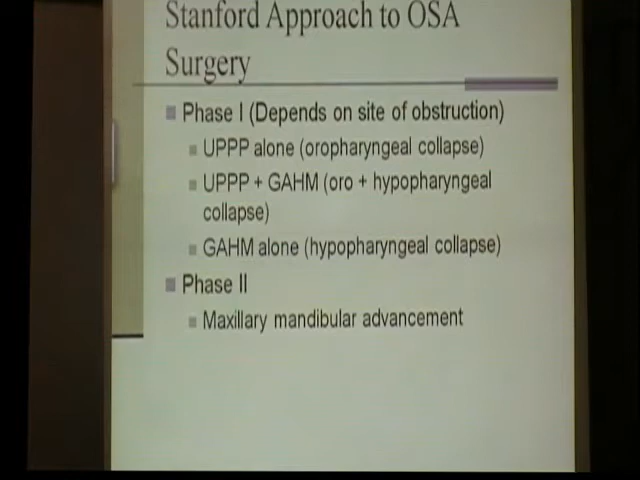 Stanford Approach to OSA
Surgery
Phase I (Depends on site of obstruction)
UPPP alone (oropharyngeal collapse)
UPPP + GAHM (oro + hypopharyngeal
collapse)
GAHM alone (hypopharyngeal collapse)
Phase II
Maxillary mandibular advancement